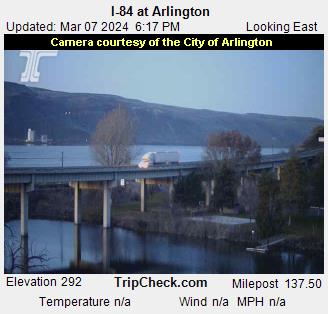 I-84 at Arlington
Updated: Mar 07 2024 6:17 PM Looking East
Camera courtesy of the City of Arlington
Elevation 292 TripCheck.com Milepost 137.50
Temperature n/a Wind n/a MPH n/a